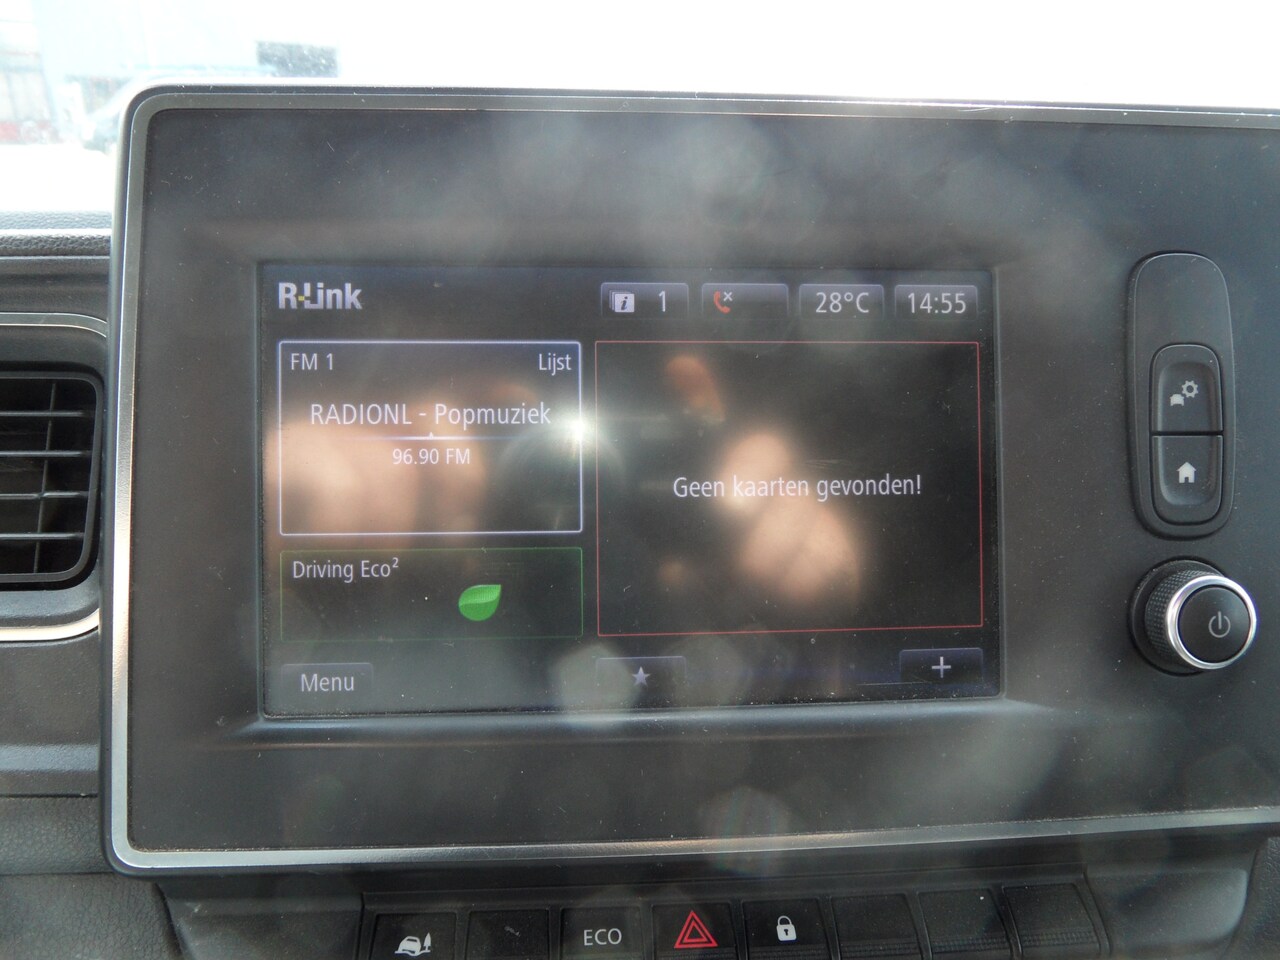 R-Link
1
28°C
14:55
FM 1
Lijst
RADIONL - Popmuziek
96.90 FM
Geen kaarten gevonden!
Driving Eco²
Menu
ECO